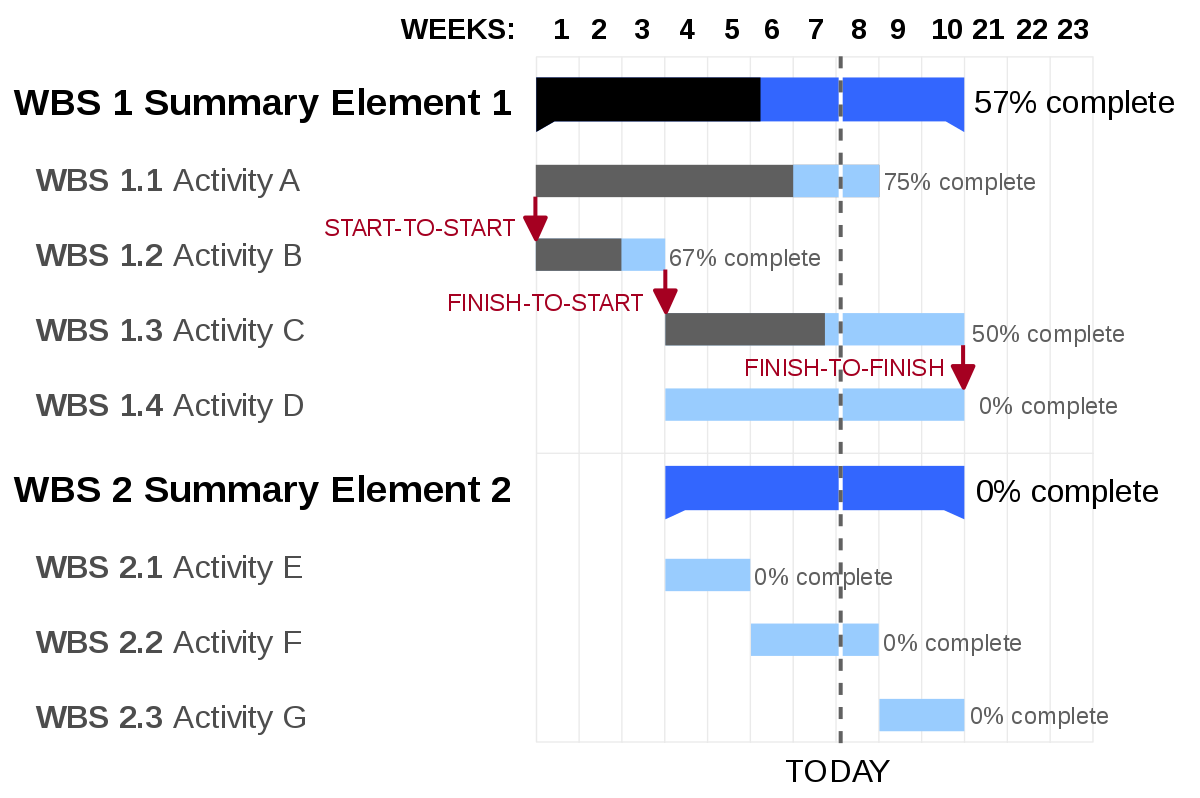 WEEKS: 1 2 3 4 5 6 7 8 9 10 21 22 23
WBS 1 Summary Element 1 57% complete
WBS 1.1 Activity A 75% complete
START-TO-START
WBS 1.2 Activity B 67% complete
FINISH-TO-START
WBS 1.3 Activity C 50% complete
FINISH-TO-FINISH
WBS 1.4 Activity D 0% complete
WBS 2 Summary Element 2 0% complete
WBS 2.1 Activity E 0% complete
WBS 2.2 Activity F 0% complete
WBS 2.3 Activity G 0% complete
TODAY